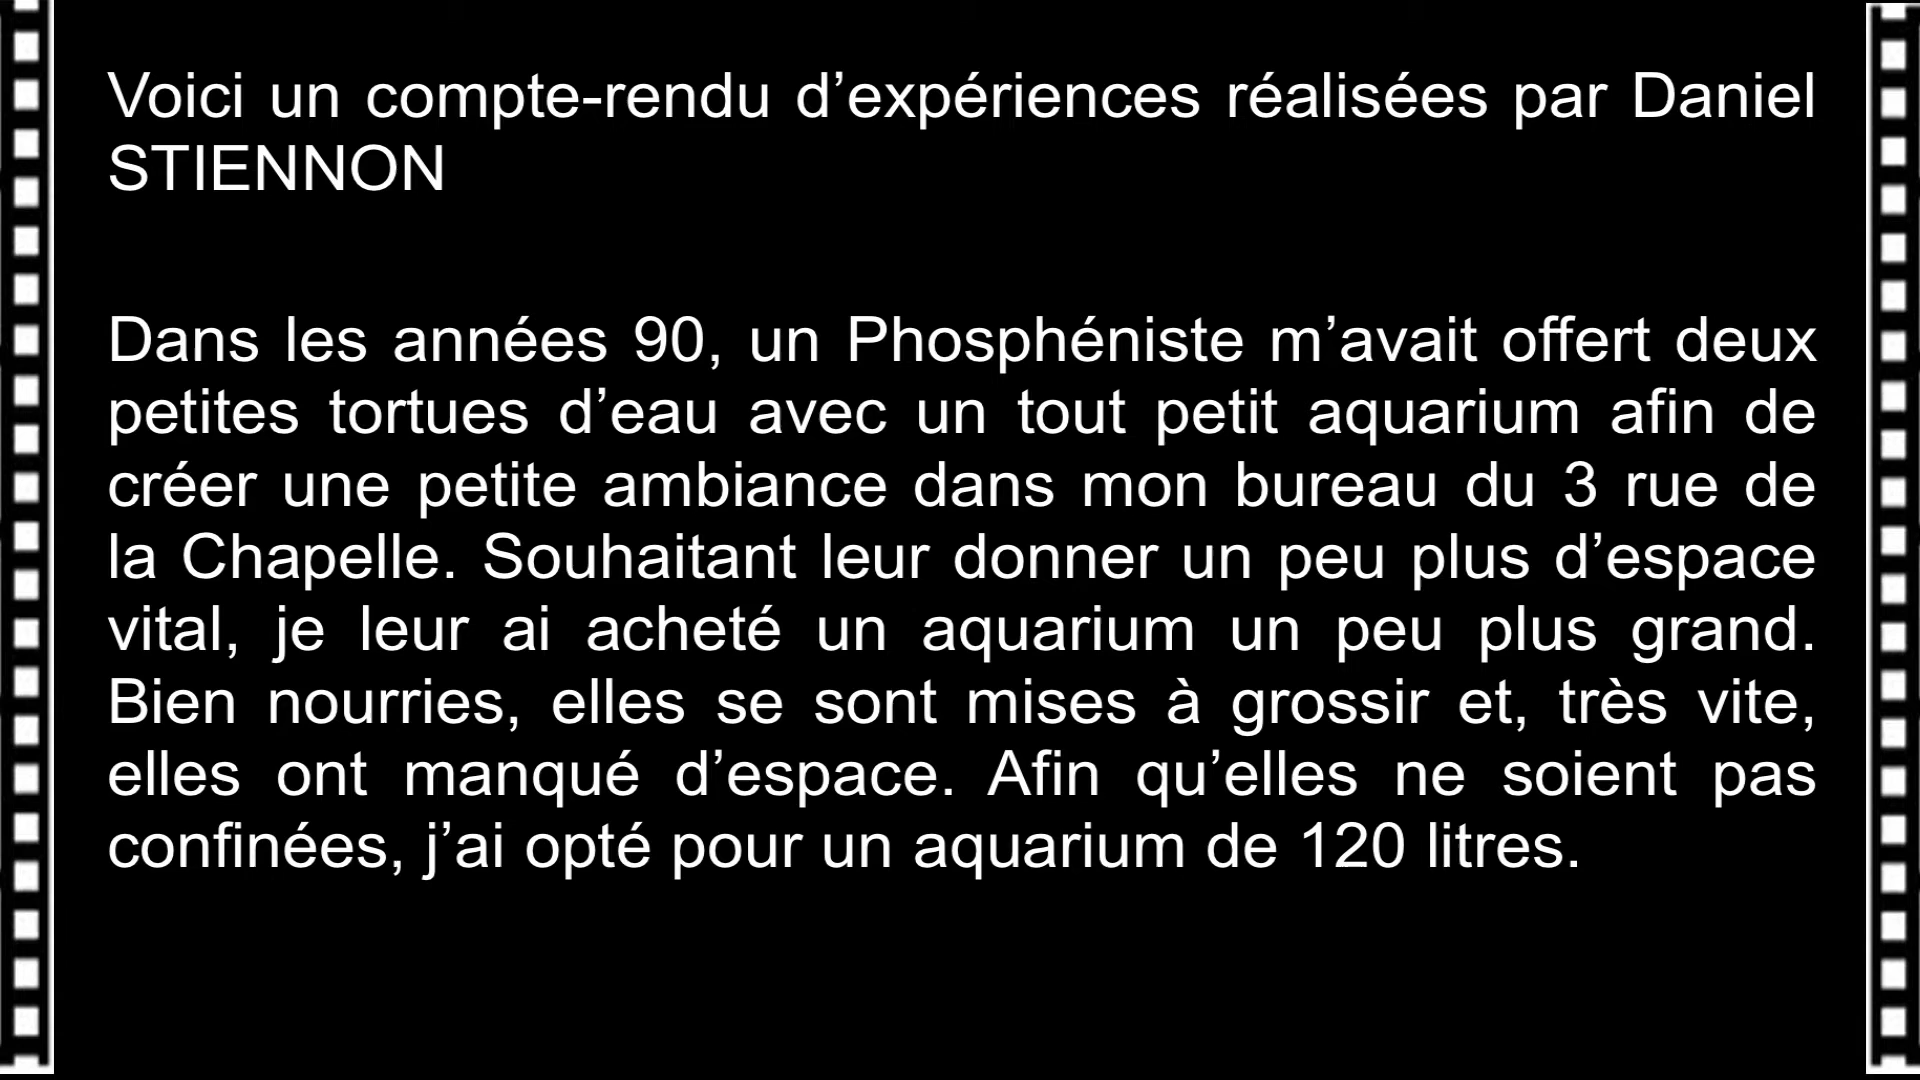 Voici un compte-rendu d’expériences réalisées par Daniel
STIENNON
Dans les années 90, un Phosphéniste m’avait offert deux
petites tortues d’eau avec un tout petit aquarium afin de
créer une petite ambiance dans mon bureau du 3 rue de
la Chapelle. Souhaitant leur donner un peu plus d’espace
vital, je leur ai acheté un aquarium un peu plus grand.
Bien nourries, elles se sont mises à grossir et, très vite,
elles ont manqué d’espace. Afin qu’elles ne soient pas
confinées, j’ai opté pour un aquarium de 120 litres.